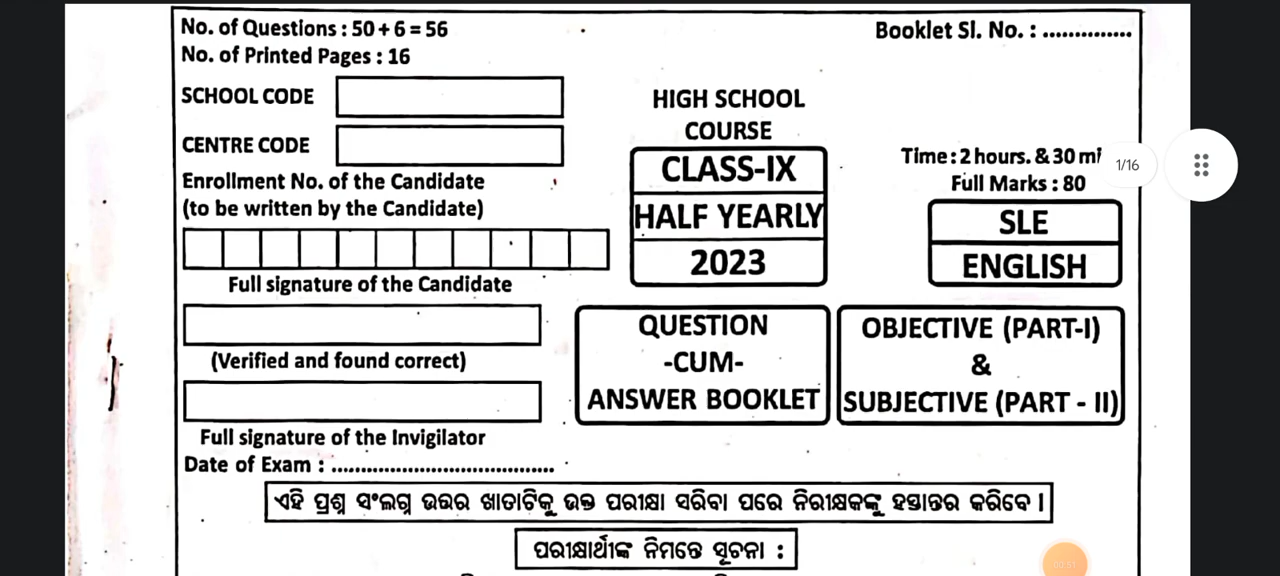 No. of Questions : 50 + 6 = 56
Booklet Sl. No. : ...............
No. of Printed Pages : 16
SCHOOL CODE
CENTRE CODE
Enrollment No. of the Candidate
(to be written by the Candidate)
Full signature of the Candidate
(Verified and found correct)
Full signature of the Invigilator
Date of Exam : .....................................
HIGH SCHOOL
COURSE
CLASS-IX
HALF YEARLY
2023
Time : 2 hours. & 30 mi
1/16
Full Marks : 80
SLE
ENGLISH
QUESTION
-CUM-
ANSWER BOOKLET
OBJECTIVE (PART-I)
&
SUBJECTIVE (PART - II)
ଏହି ପ୍ରଶ୍ନ ସଂଲଗ୍ନ ଉତ୍ତର ଖାତାଟିକୁ ଉକ୍ତ ପରୀକ୍ଷା ସରିବା ପରେ ନିରୀକ୍ଷକଙ୍କୁ ହସ୍ତାନ୍ତର କରିବେ ।
ପରୀକ୍ଷାର୍ଥୀଙ୍କ ନିମନ୍ତେ ସୂଚନା :
00:51